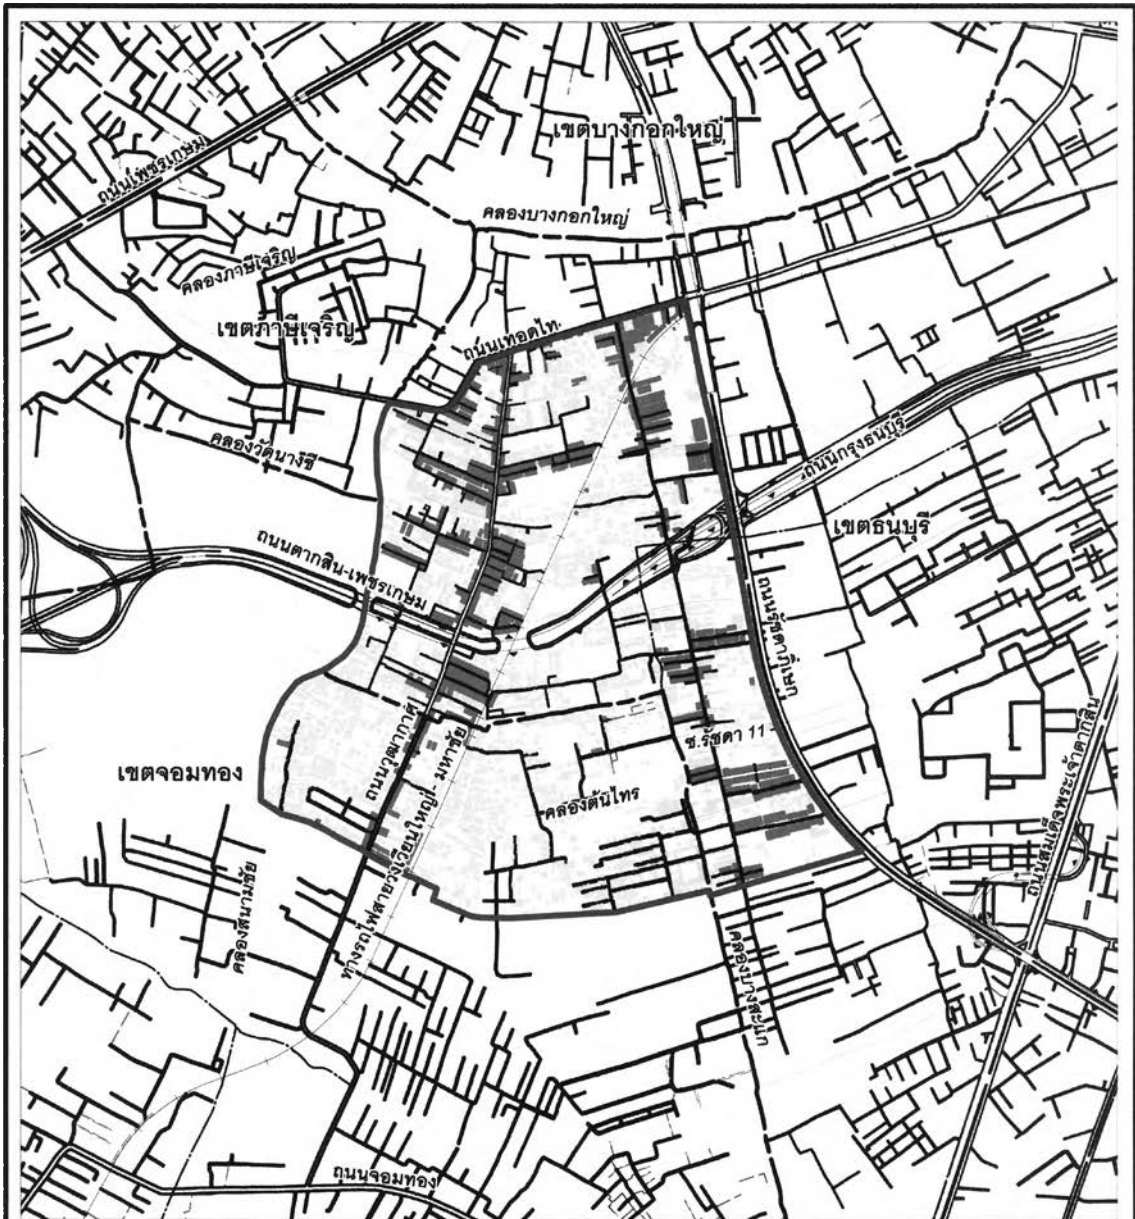 เขตบางกอกใหญ่
ถนนเพชรเกษม
คลองบางกอกใหญ่
คลองภาษีเจริญ
เขตภาษีเจริญ
ถนนเทอดไท
คลองวัดนางชี
ถนนกรุงธนบุรี
เขตธนบุรี
ถนนตากสิน-เพชรเกษม
ถนนรัชดาภิเษก
ถนนวุฒากาศ
ซ.รัชดา 11
เขตจอมทอง
คลองต้นไทร
ถนนสมเด็จพระเจ้าตากสิน
ทางรถไฟสายวงเวียนใหญ่ - มหาชัย
คลองสนามชัย
คลองบางสะแก
ถนนจอมทอง